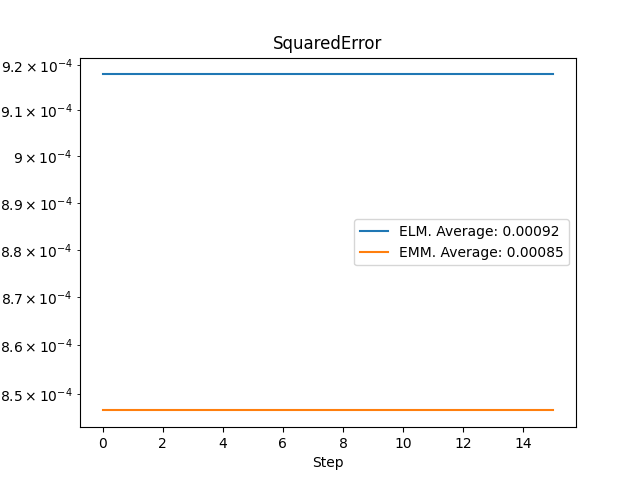 SquaredError
9.2 × 10⁻⁴
9.1 × 10⁻⁴
9 × 10⁻⁴
8.9 × 10⁻⁴
8.8 × 10⁻⁴
8.7 × 10⁻⁴
8.6 × 10⁻⁴
8.5 × 10⁻⁴
ELM. Average: 0.00092
EMM. Average: 0.00085
0 2 4 6 8 10 12 14
Step